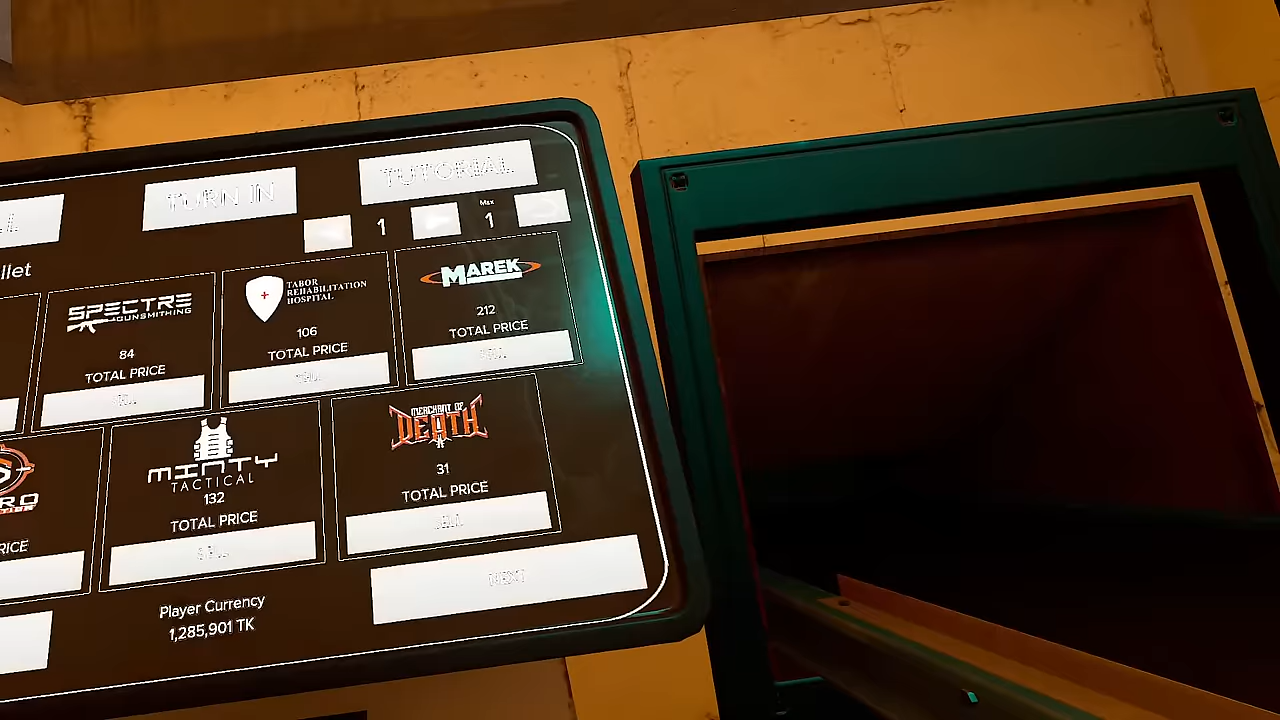 TURN IN
TUTORIAL
1
Max
1
llet
SPECTRE
GUNSMITHING
84
TOTAL PRICE
TABOR
REHABILITATION
HOSPITAL
106
TOTAL PRICE
MAREK
212
TOTAL PRICE
RICE
MINTY
TACTICAL
132
TOTAL PRICE
SELL
MERCHANT OF
DEATH
31
TOTAL PRICE
SELL
NEXT
Player Currency
1,285,901 TK